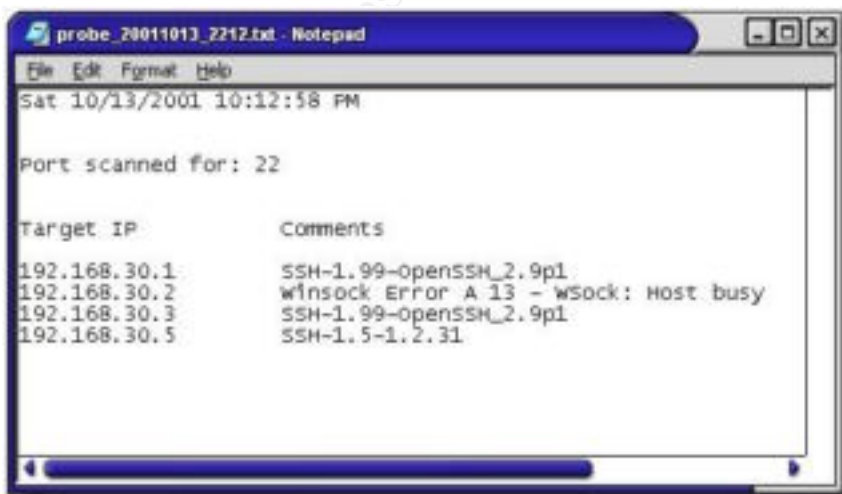 probe_20011013_2212.txt - Notepad
File Edit Format Help
Sat 10/13/2001 10:12:58 PM
Port scanned for: 22
Target IP Comments
192.168.30.1 SSH-1.99-OpenSSH_2.9p1
192.168.30.2 Winsock Error A 13 - WSock: Host busy
192.168.30.3 SSH-1.99-OpenSSH_2.9p1
192.168.30.5 SSH-1.5-1.2.31